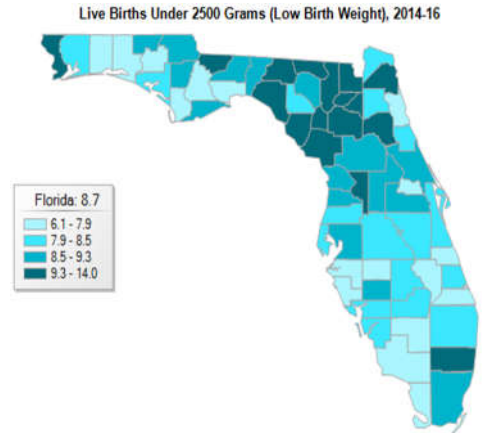 Live Births Under 2500 Grams (Low Birth Weight), 2014-16
Florida: 8.7
6.1 - 7.9
7.9 - 8.5
8.5 - 9.3
9.3 - 14.0